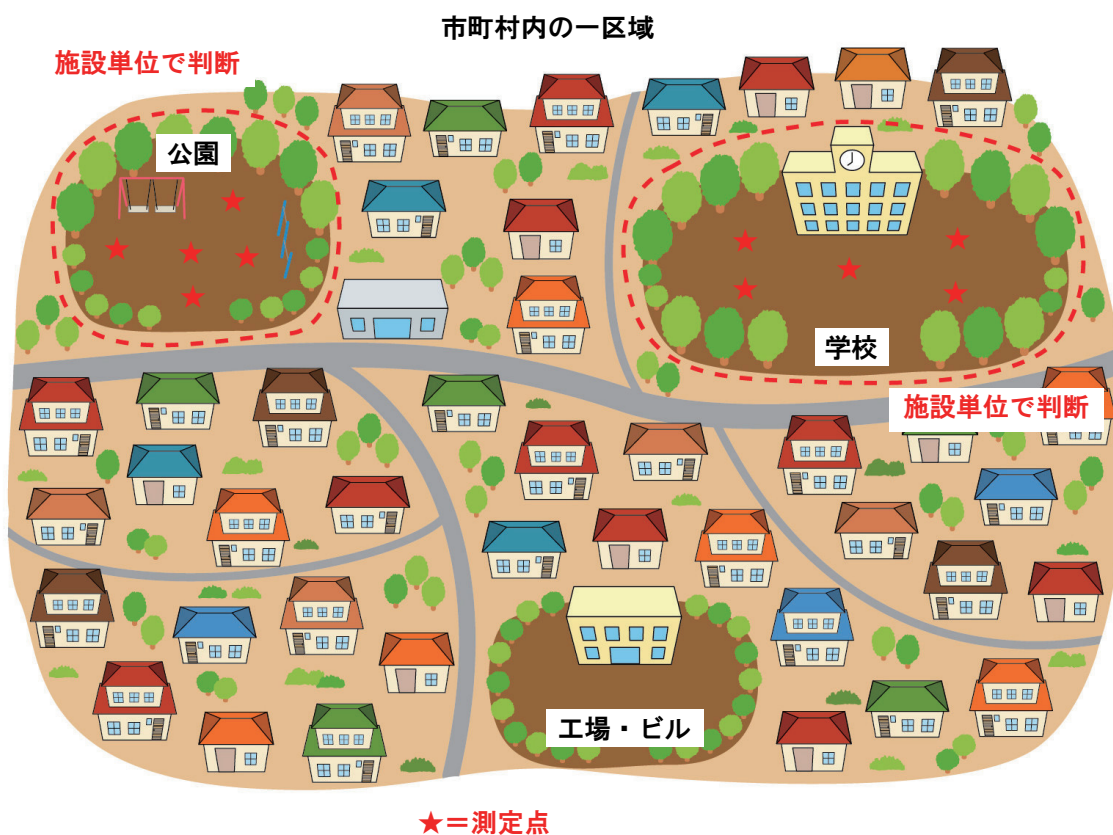 市町村内の一区域
施設単位で判断
公園
学校
施設単位で判断
工場・ビル
★＝測定点